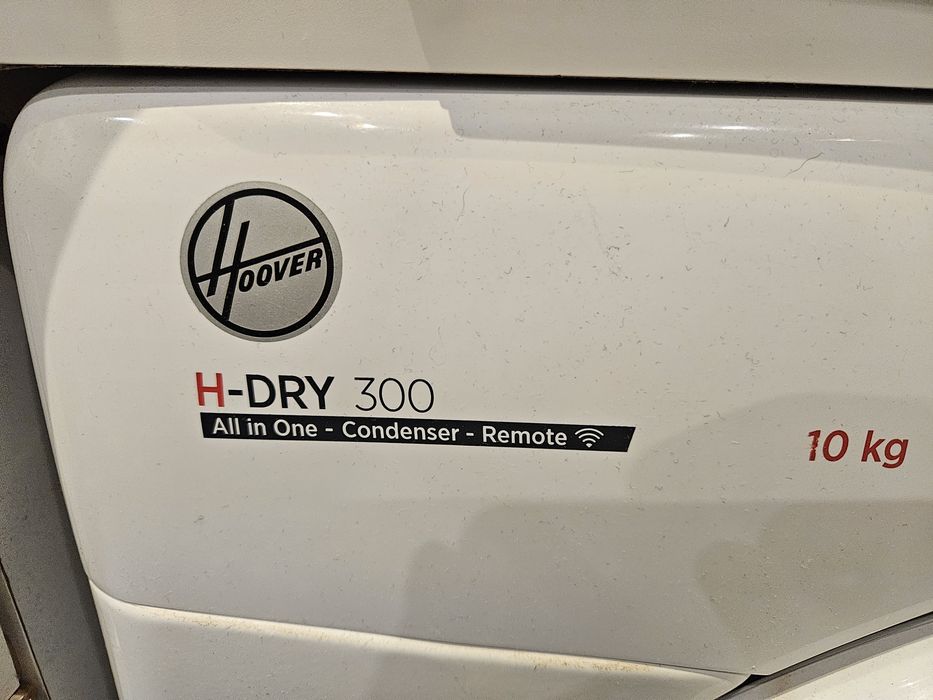 HOOVER
H-DRY 300
All in One - Condenser - Remote
10 kg